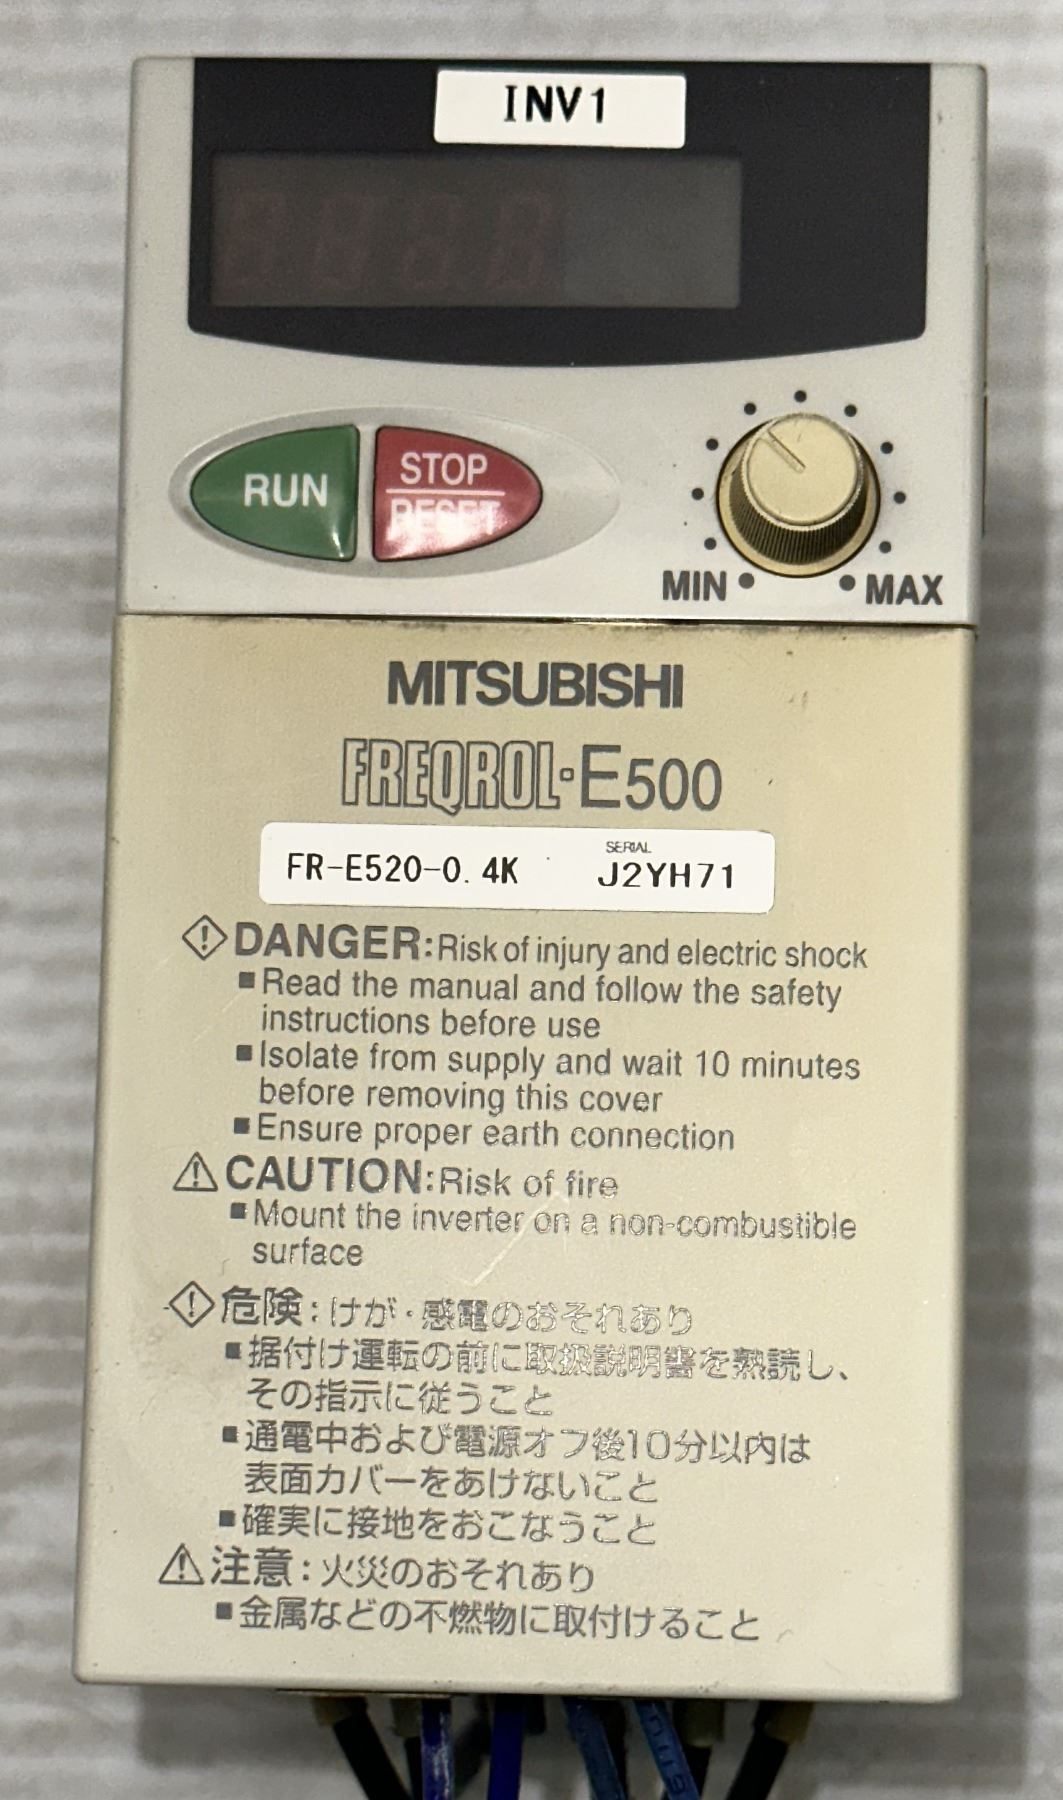 INV1
RUN
STOP
RESET
MIN
MAX
MITSUBISHI
FREQROL-E500
SERIAL
FR-E520-0.4K J2YH71
DANGER:Risk of injury and electric shock
■Read the manual and follow the safety
instructions before use
■Isolate from supply and wait 10 minutes
before removing this cover
■Ensure proper earth connection
CAUTION:Risk of fire
■Mount the inverter on a non-combustible
surface
危険：けが・感電のおそれあり
■据付け運転の前に取扱説明書を熟読し、
その指示に従うこと
■通電中および電源オフ後10分以内は
表面カバーをあけないこと
■確実に接地をおこなうこと
注意：火災のおそれあり
■金属などの不燃物に取付けること